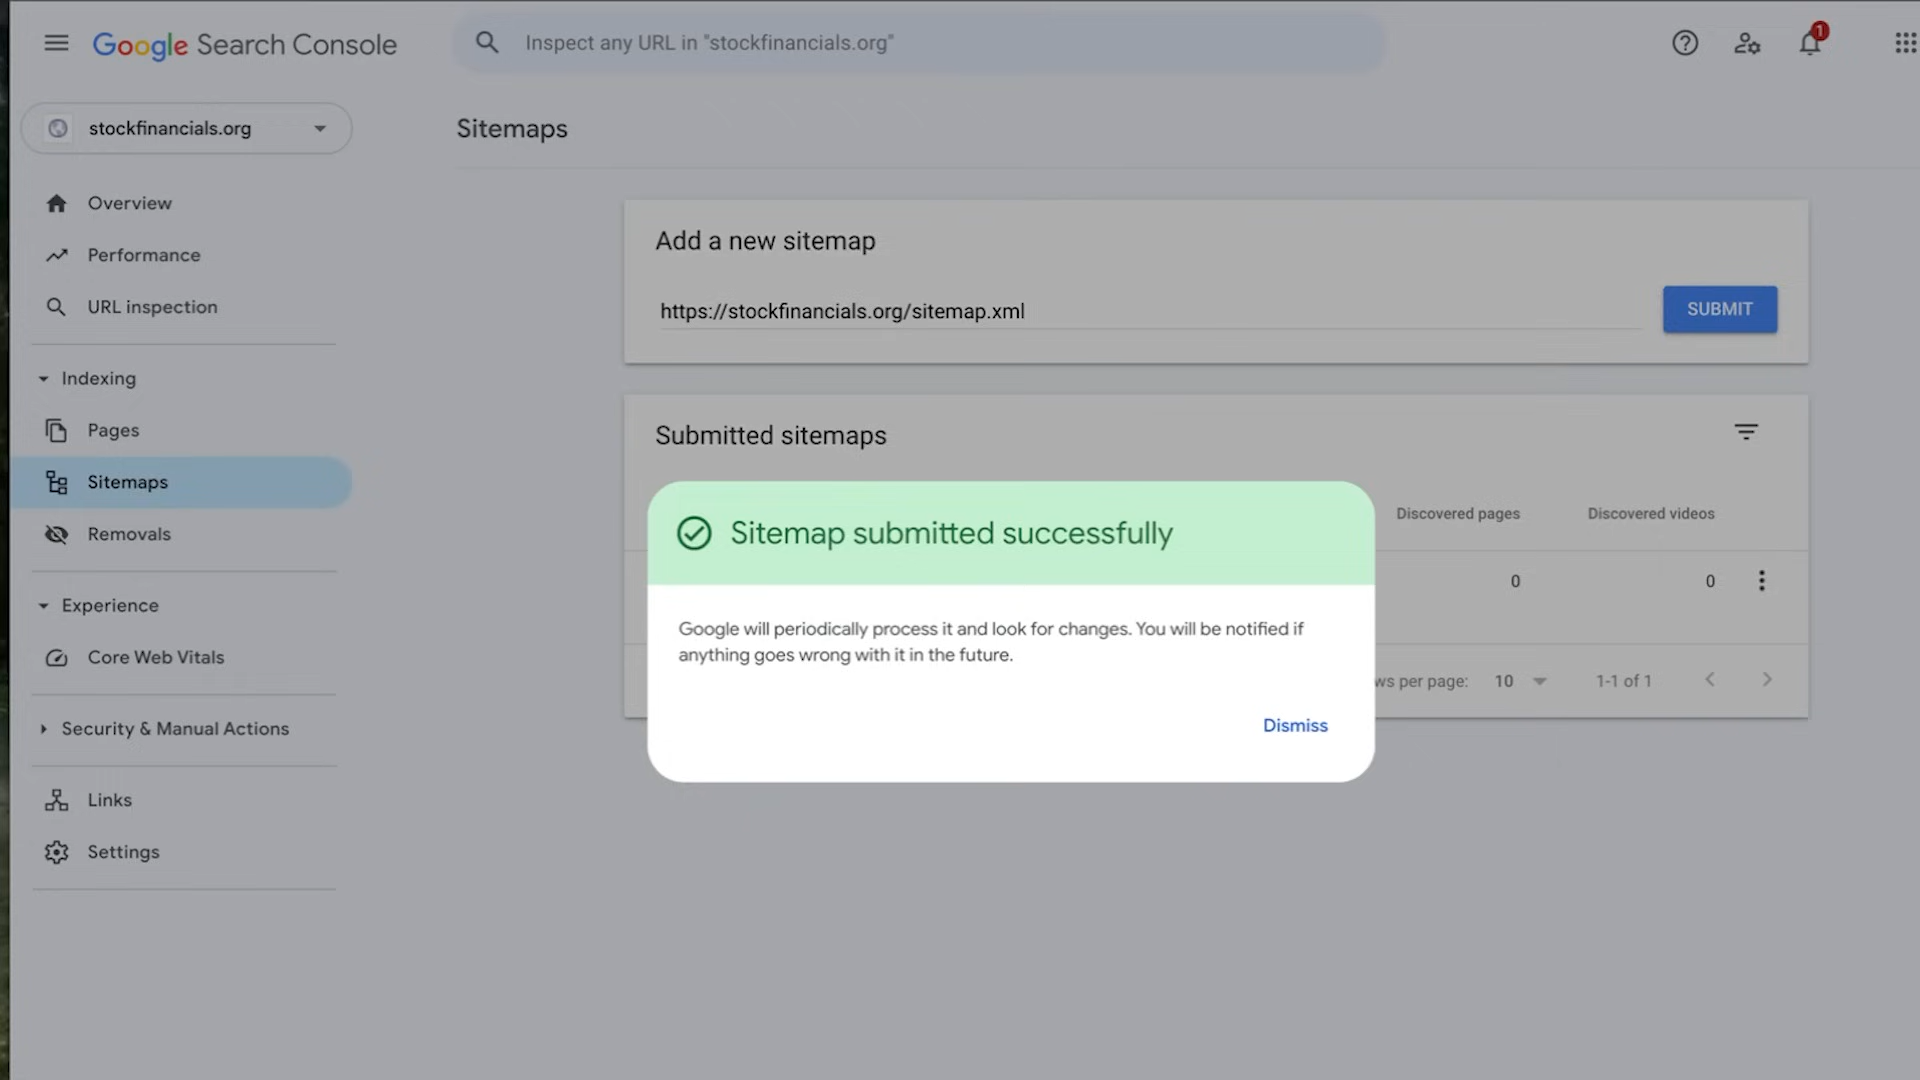 Google Search Console
Inspect any URL in "stockfinancials.org"
1
stockfinancials.org
Sitemaps
Overview
Performance
URL inspection
Indexing
Pages
Sitemaps
Removals
Experience
Core Web Vitals
Security & Manual Actions
Links
Settings
Add a new sitemap
https://stockfinancials.org/sitemap.xml
SUBMIT
Submitted sitemaps
Discovered pages Discovered videos
0 0
per page: 10 1-1 of 1
Sitemap submitted successfully
Google will periodically process it and look for changes. You will be notified if
anything goes wrong with it in the future.
Dismiss